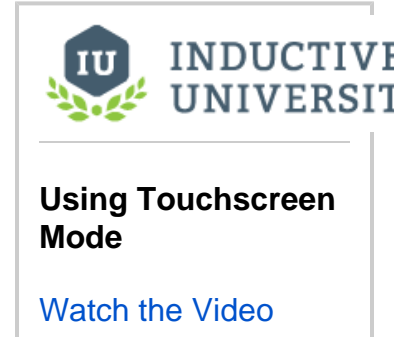 IU
INDUCTIVE
UNIVERSIT
Using Touchscreen
Mode
Watch the Video